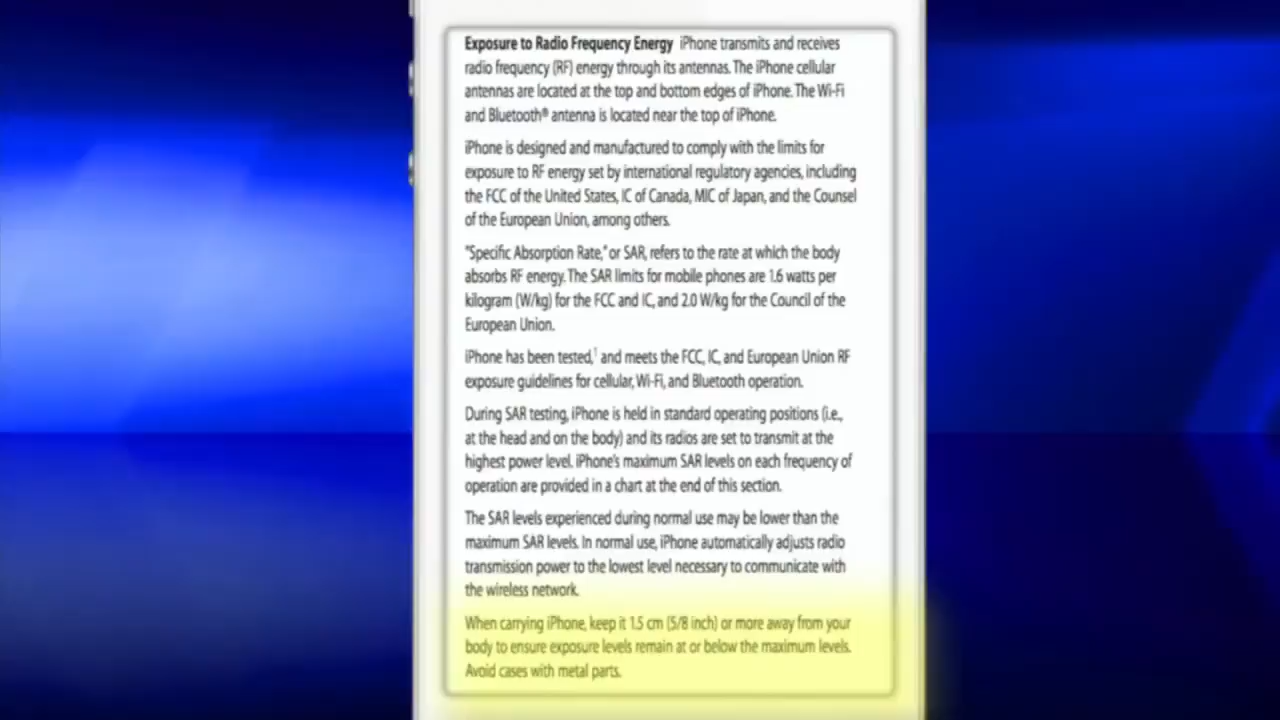 Exposure to Radio Frequency Energy iPhone transmits and receives
radio frequency (RF) energy through its antennas. The iPhone cellular
antennas are located at the top and bottom edges of iPhone. The Wi-Fi
and Bluetooth® antenna is located near the top of iPhone.
iPhone is designed and manufactured to comply with the limits for
exposure to RF energy set by international regulatory agencies, including
the FCC of the United States, IC of Canada, MIC of Japan, and the Counsel
of the European Union, among others.
"Specific Absorption Rate," or SAR, refers to the rate at which the body
absorbs RF energy. The SAR limits for mobile phones are 1.6 watts per
kilogram (W/kg) for the FCC and IC, and 2.0 W/kg for the Council of the
European Union.
iPhone has been tested,¹ and meets the FCC, IC, and European Union RF
exposure guidelines for cellular, Wi-Fi, and Bluetooth operation.
During SAR testing, iPhone is held in standard operating positions (i.e.,
at the head and on the body) and its radios are set to transmit at the
highest power level. iPhone's maximum SAR levels on each frequency of
operation are provided in a chart at the end of this section.
The SAR levels experienced during normal use may be lower than the
maximum SAR levels. In normal use, iPhone automatically adjusts radio
transmission power to the lowest level necessary to communicate with
the wireless network.
When carrying iPhone, keep it 1.5 cm (5/8 inch) or more away from your
body to ensure exposure levels remain at or below the maximum levels.
Avoid cases with metal parts.